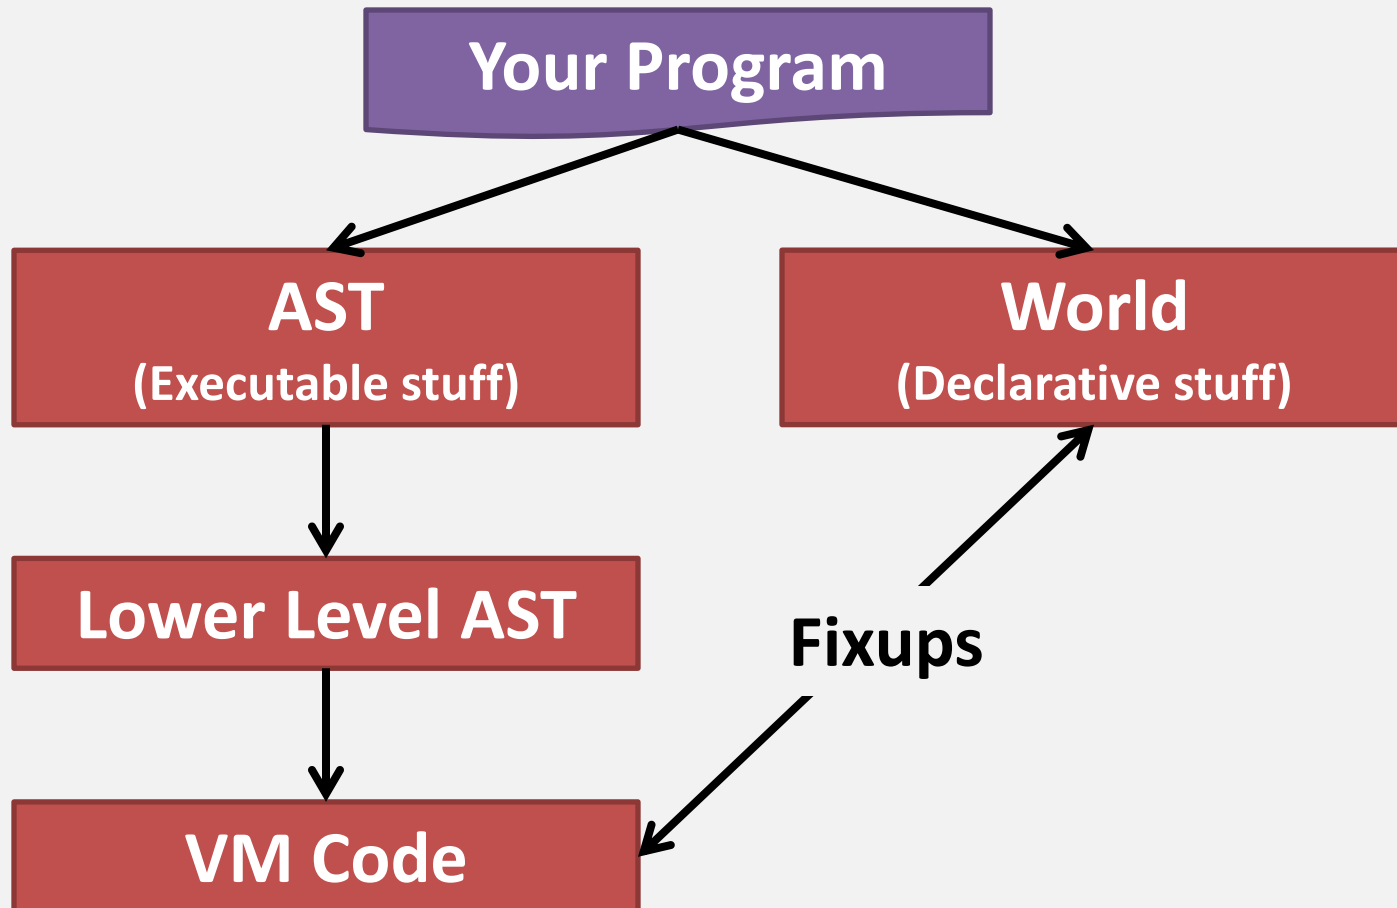 Your Program
AST
(Executable stuff)
World
(Declarative stuff)
Lower Level AST
Fixups
VM Code